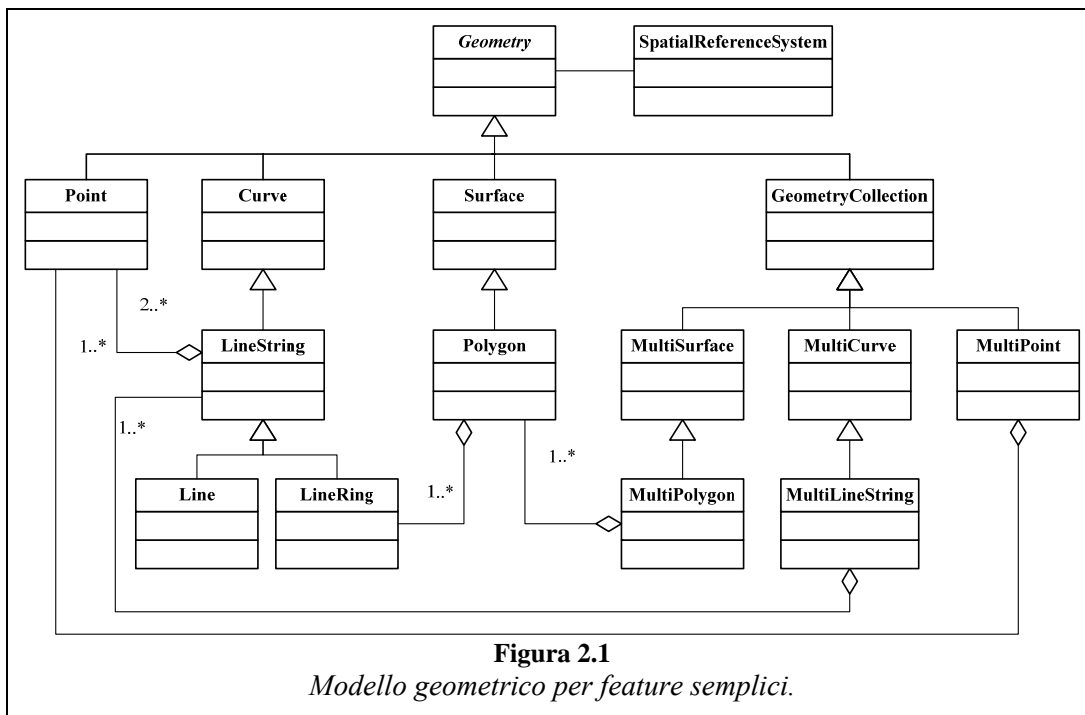 Geometry SpatialReferenceSystem
Point Curve Surface GeometryCollection
2..*
1..*
LineString Polygon MultiSurface MultiCurve MultiPoint
1..*
1..*
1..*
Line LineRing MultiPolygon MultiLineString
Figura 2.1
Modello geometrico per feature semplici.